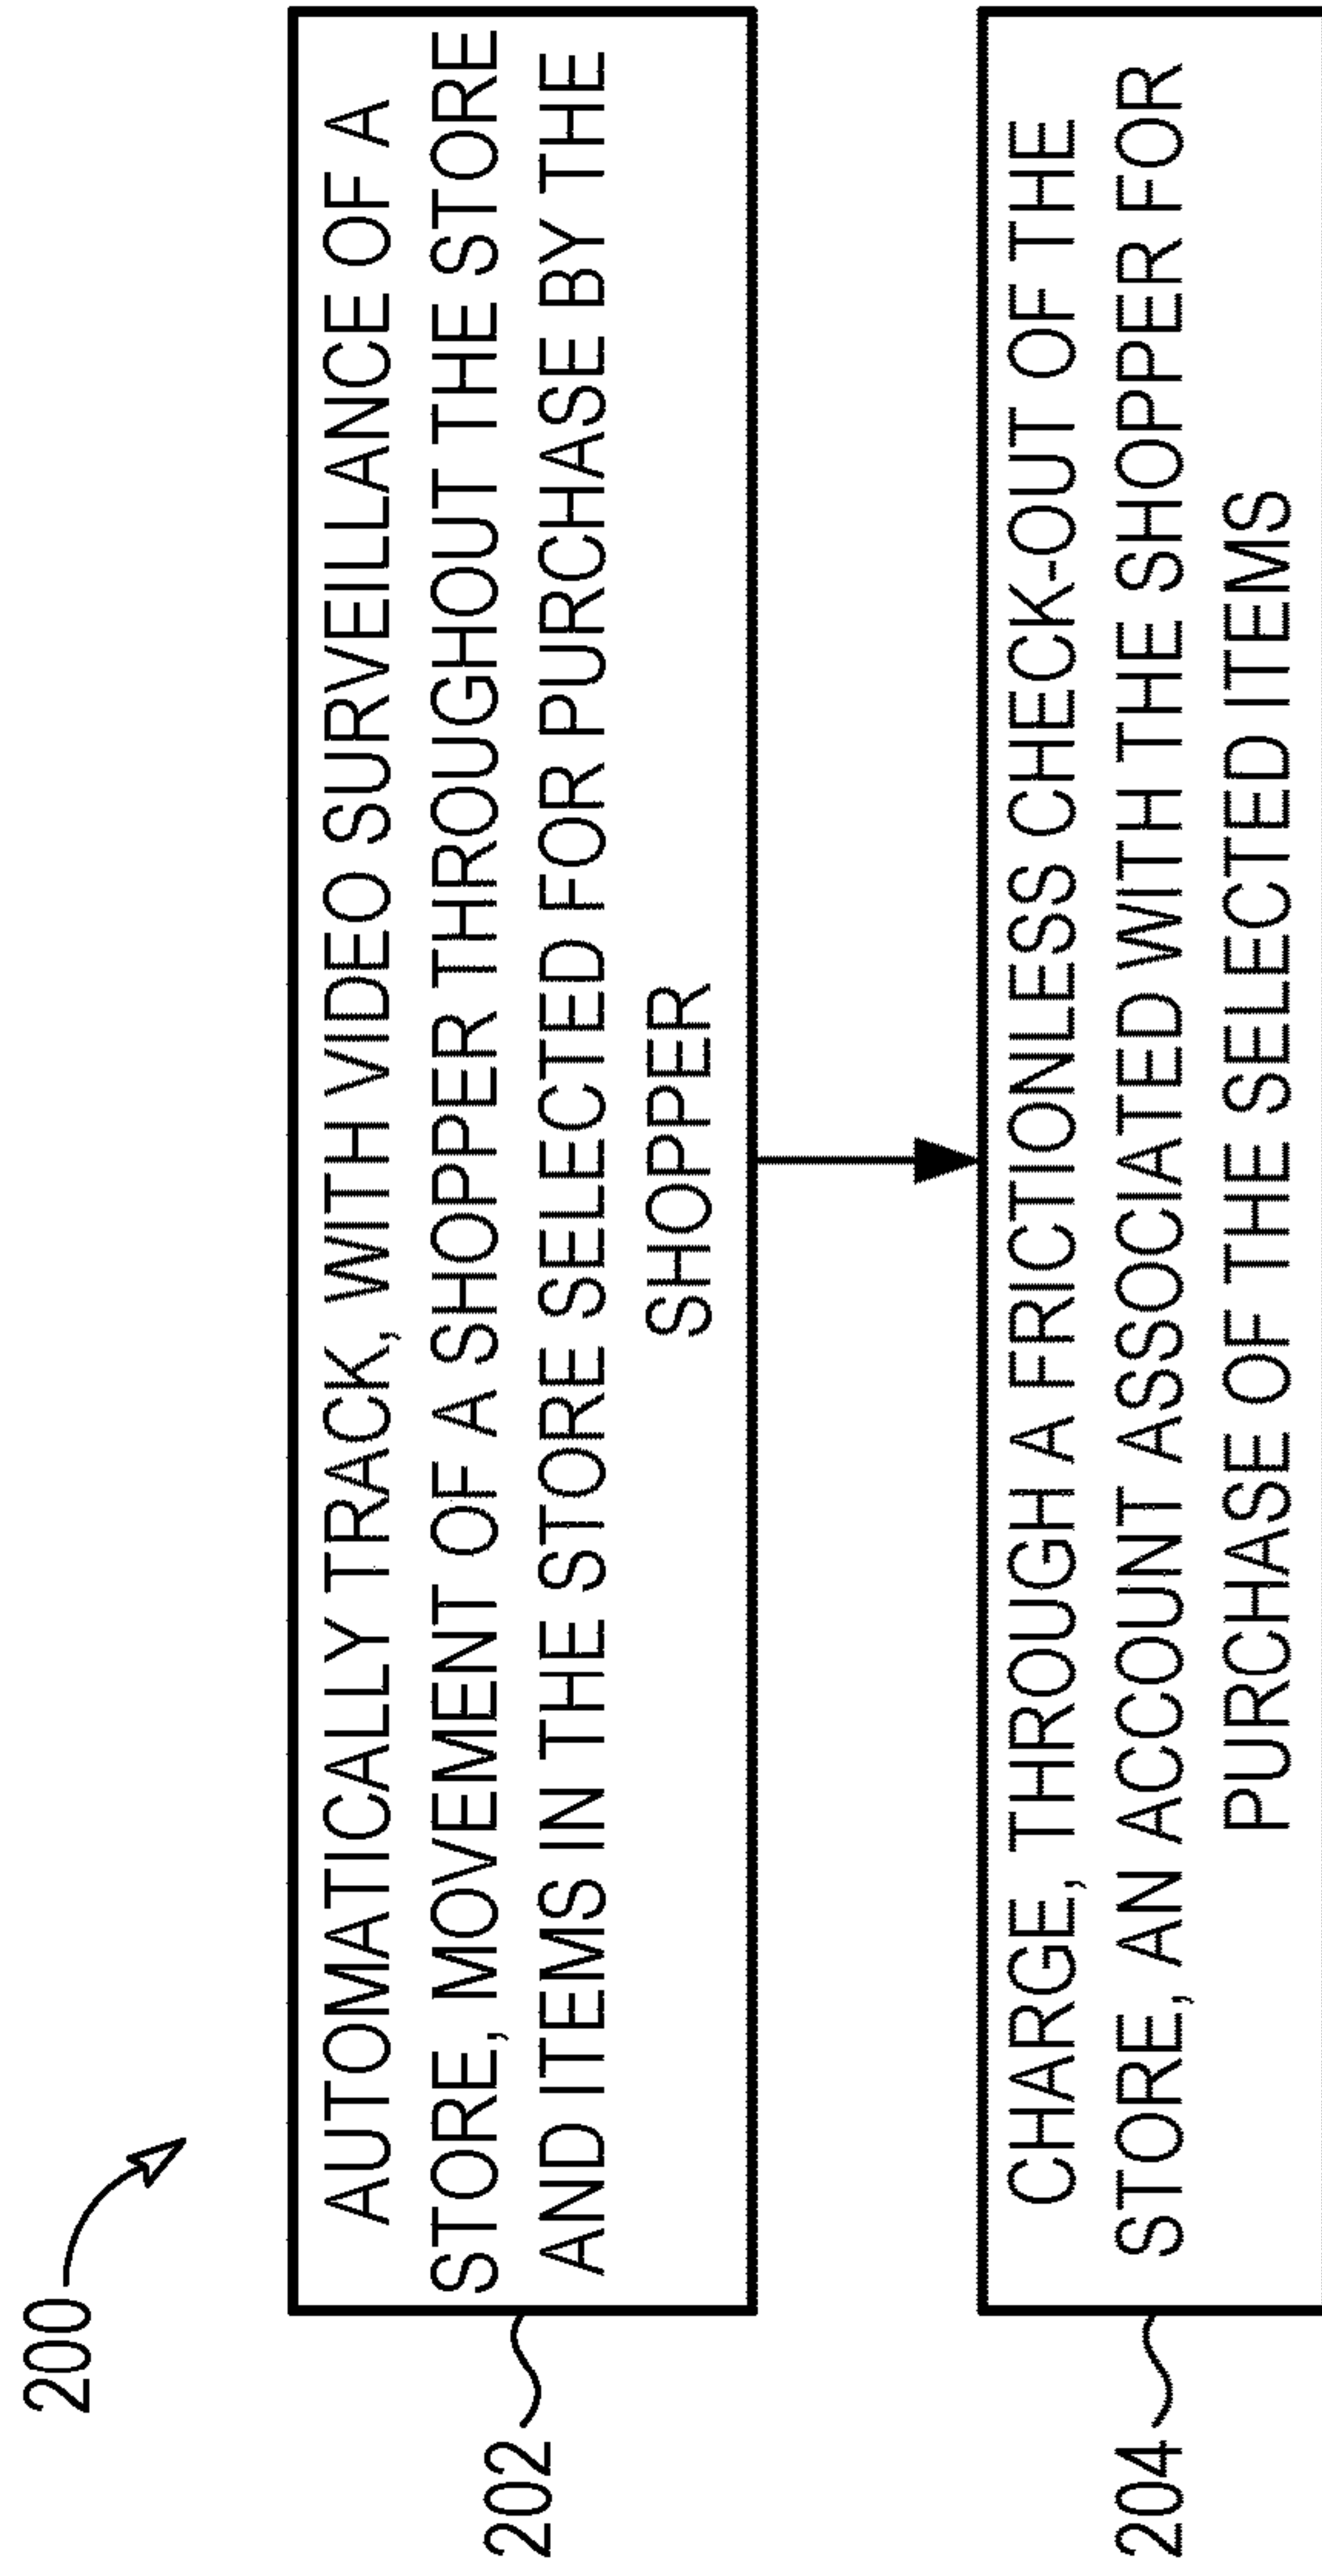 200
202
AUTOMATICALLY TRACK, WITH VIDEO SURVEILLANCE OF A
STORE, MOVEMENT OF A SHOPPER THROUGHOUT THE STORE
AND ITEMS IN THE STORE SELECTED FOR PURCHASE BY THE
SHOPPER
204
CHARGE, THROUGH A FRICTIONLESS CHECK-OUT OF THE
STORE, AN ACCOUNT ASSOCIATED WITH THE SHOPPER FOR
PURCHASE OF THE SELECTED ITEMS